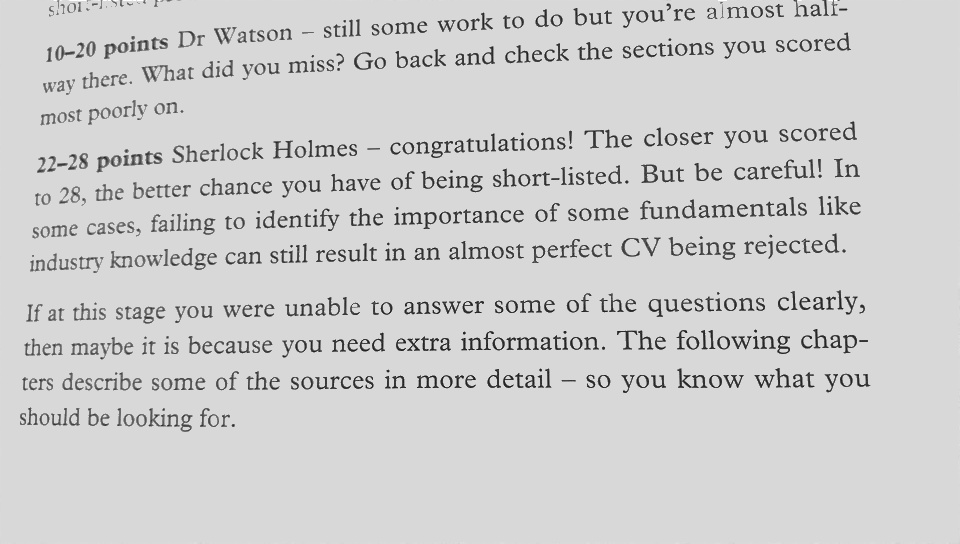 short-listed
10–20 points Dr Watson – still some work to do but you're almost half-
way there. What did you miss? Go back and check the sections you scored
most poorly on.
22–28 points Sherlock Holmes – congratulations! The closer you scored
to 28, the better chance you have of being short-listed. But be careful! In
some cases, failing to identify the importance of some fundamentals like
industry knowledge can still result in an almost perfect CV being rejected.
If at this stage you were unable to answer some of the questions clearly,
then maybe it is because you need extra information. The following chap-
ters describe some of the sources in more detail – so you know what you
should be looking for.